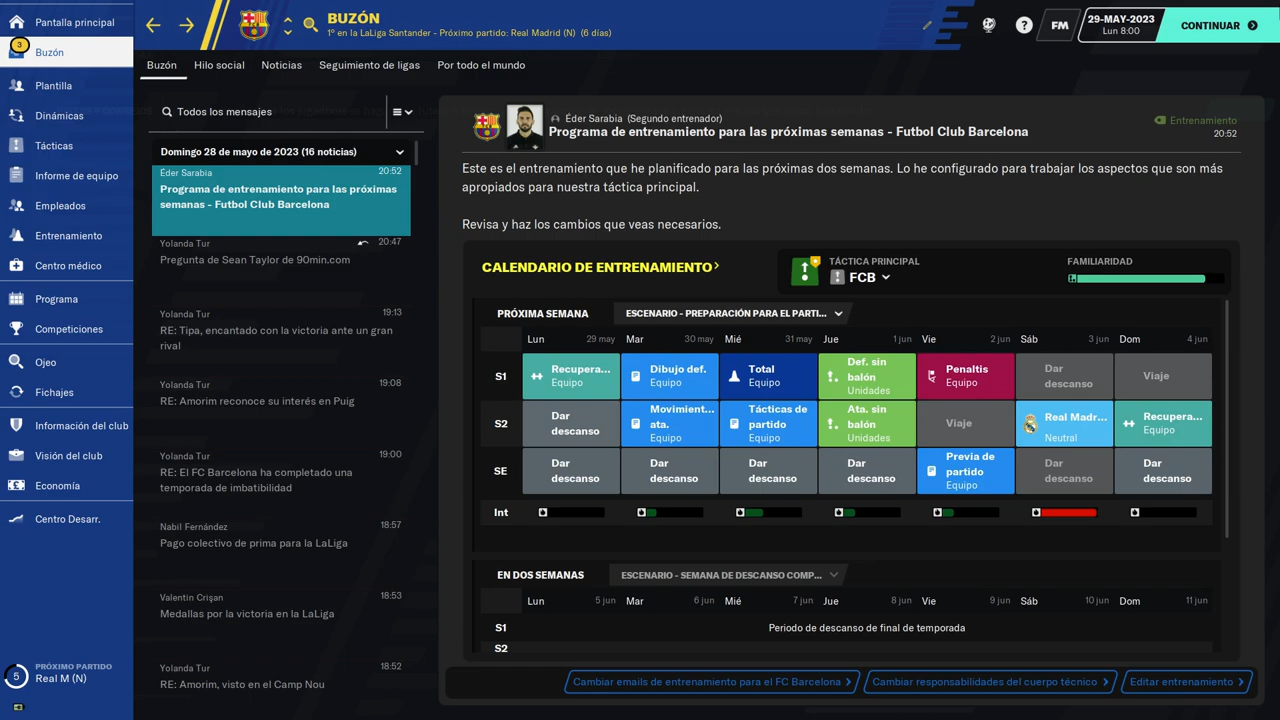 Pantalla principal
3
Buzón
Plantilla
Dinámicas
Tácticas
Informe de equipo
Empleados
Entrenamiento
Centro médico
Programa
Competiciones
Ojeo
Fichajes
Información del club
Visión del club
Economía
Centro Desarr.
5
PRÓXIMO PARTIDO
Real M (N)
BUZÓN
1º en la LaLiga Santander - Próximo partido: Real Madrid (N) (6 días)
?
FM
29-MAY-2023
Lun 8:00
CONTINUAR
Buzón
Hilo social
Noticias
Seguimiento de ligas
Por todo el mundo
Todos los mensajes
Domingo 28 de mayo de 2023 (16 noticias)
Éder Sarabia 20:52
Programa de entrenamiento para las próximas
semanas - Futbol Club Barcelona
Yolanda Tur 20:47
Pregunta de Sean Taylor de 90min.com
Yolanda Tur 19:13
RE: Tipa, encantado con la victoria ante un gran
rival
Yolanda Tur 19:08
RE: Amorim reconoce su interés en Puig
Yolanda Tur 19:00
RE: El FC Barcelona ha completado una
temporada de imbatibilidad
Nabil Fernández 18:57
Pago colectivo de prima para la LaLiga
Valentin Crișan 18:53
Medallas por la victoria en la LaLiga
Yolanda Tur 18:52
RE: Amorim, visto en el Camp Nou
Éder Sarabia (Segundo entrenador)
Programa de entrenamiento para las próximas semanas - Futbol Club Barcelona
Entrenamiento
20:52
Este es el entrenamiento que he planificado para las próximas dos semanas. Lo he configurado para trabajar los aspectos que son más
apropiados para nuestra táctica principal.
Revisa y haz los cambios que veas necesarios.
CALENDARIO DE ENTRENAMIENTO
TÁCTICA PRINCIPAL
FCB
FAMILIARIDAD
PRÓXIMA SEMANA
ESCENARIO - PREPARACIÓN PARA EL PARTI...
Lun 29 may Mar 30 may Mié 31 may Jue 1 jun Vie 2 jun Sáb 3 jun Dom 4 jun
S1
Recupera...
Equipo
Dibujo def.
Equipo
Total
Equipo
Def. sin
balón
Unidades
Penaltis
Equipo
Dar
descanso
Viaje
S2
Dar
descanso
Movimient...
ata.
Equipo
Tácticas de
partido
Equipo
Ata. sin
balón
Unidades
Viaje
Real Madr...
Neutral
Recupera...
Equipo
SE
Dar
descanso
Dar
descanso
Dar
descanso
Dar
descanso
Previa de
partido
Equipo
Dar
descanso
Dar
descanso
Int
EN DOS SEMANAS
ESCENARIO - SEMANA DE DESCANSO COMP...
Lun 5 jun Mar 6 jun Mié 7 jun Jue 8 jun Vie 9 jun Sáb 10 jun Dom 11 jun
S1
Periodo de descanso de final de temporada
S2
Cambiar emails de entrenamiento para el FC Barcelona
Cambiar responsabilidades del cuerpo técnico
Editar entrenamiento